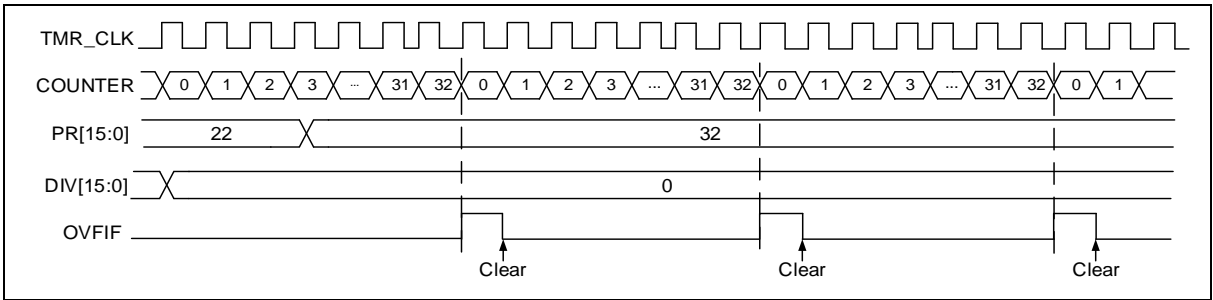 TMR_CLK
COUNTER 0 1 2 3 ... 31 32 0 1 2 3 ... 31 32 0 1 2 3 ... 31 32 0 1
PR[15:0] 22 32
DIV[15:0] 0
OVFIF
Clear Clear Clear